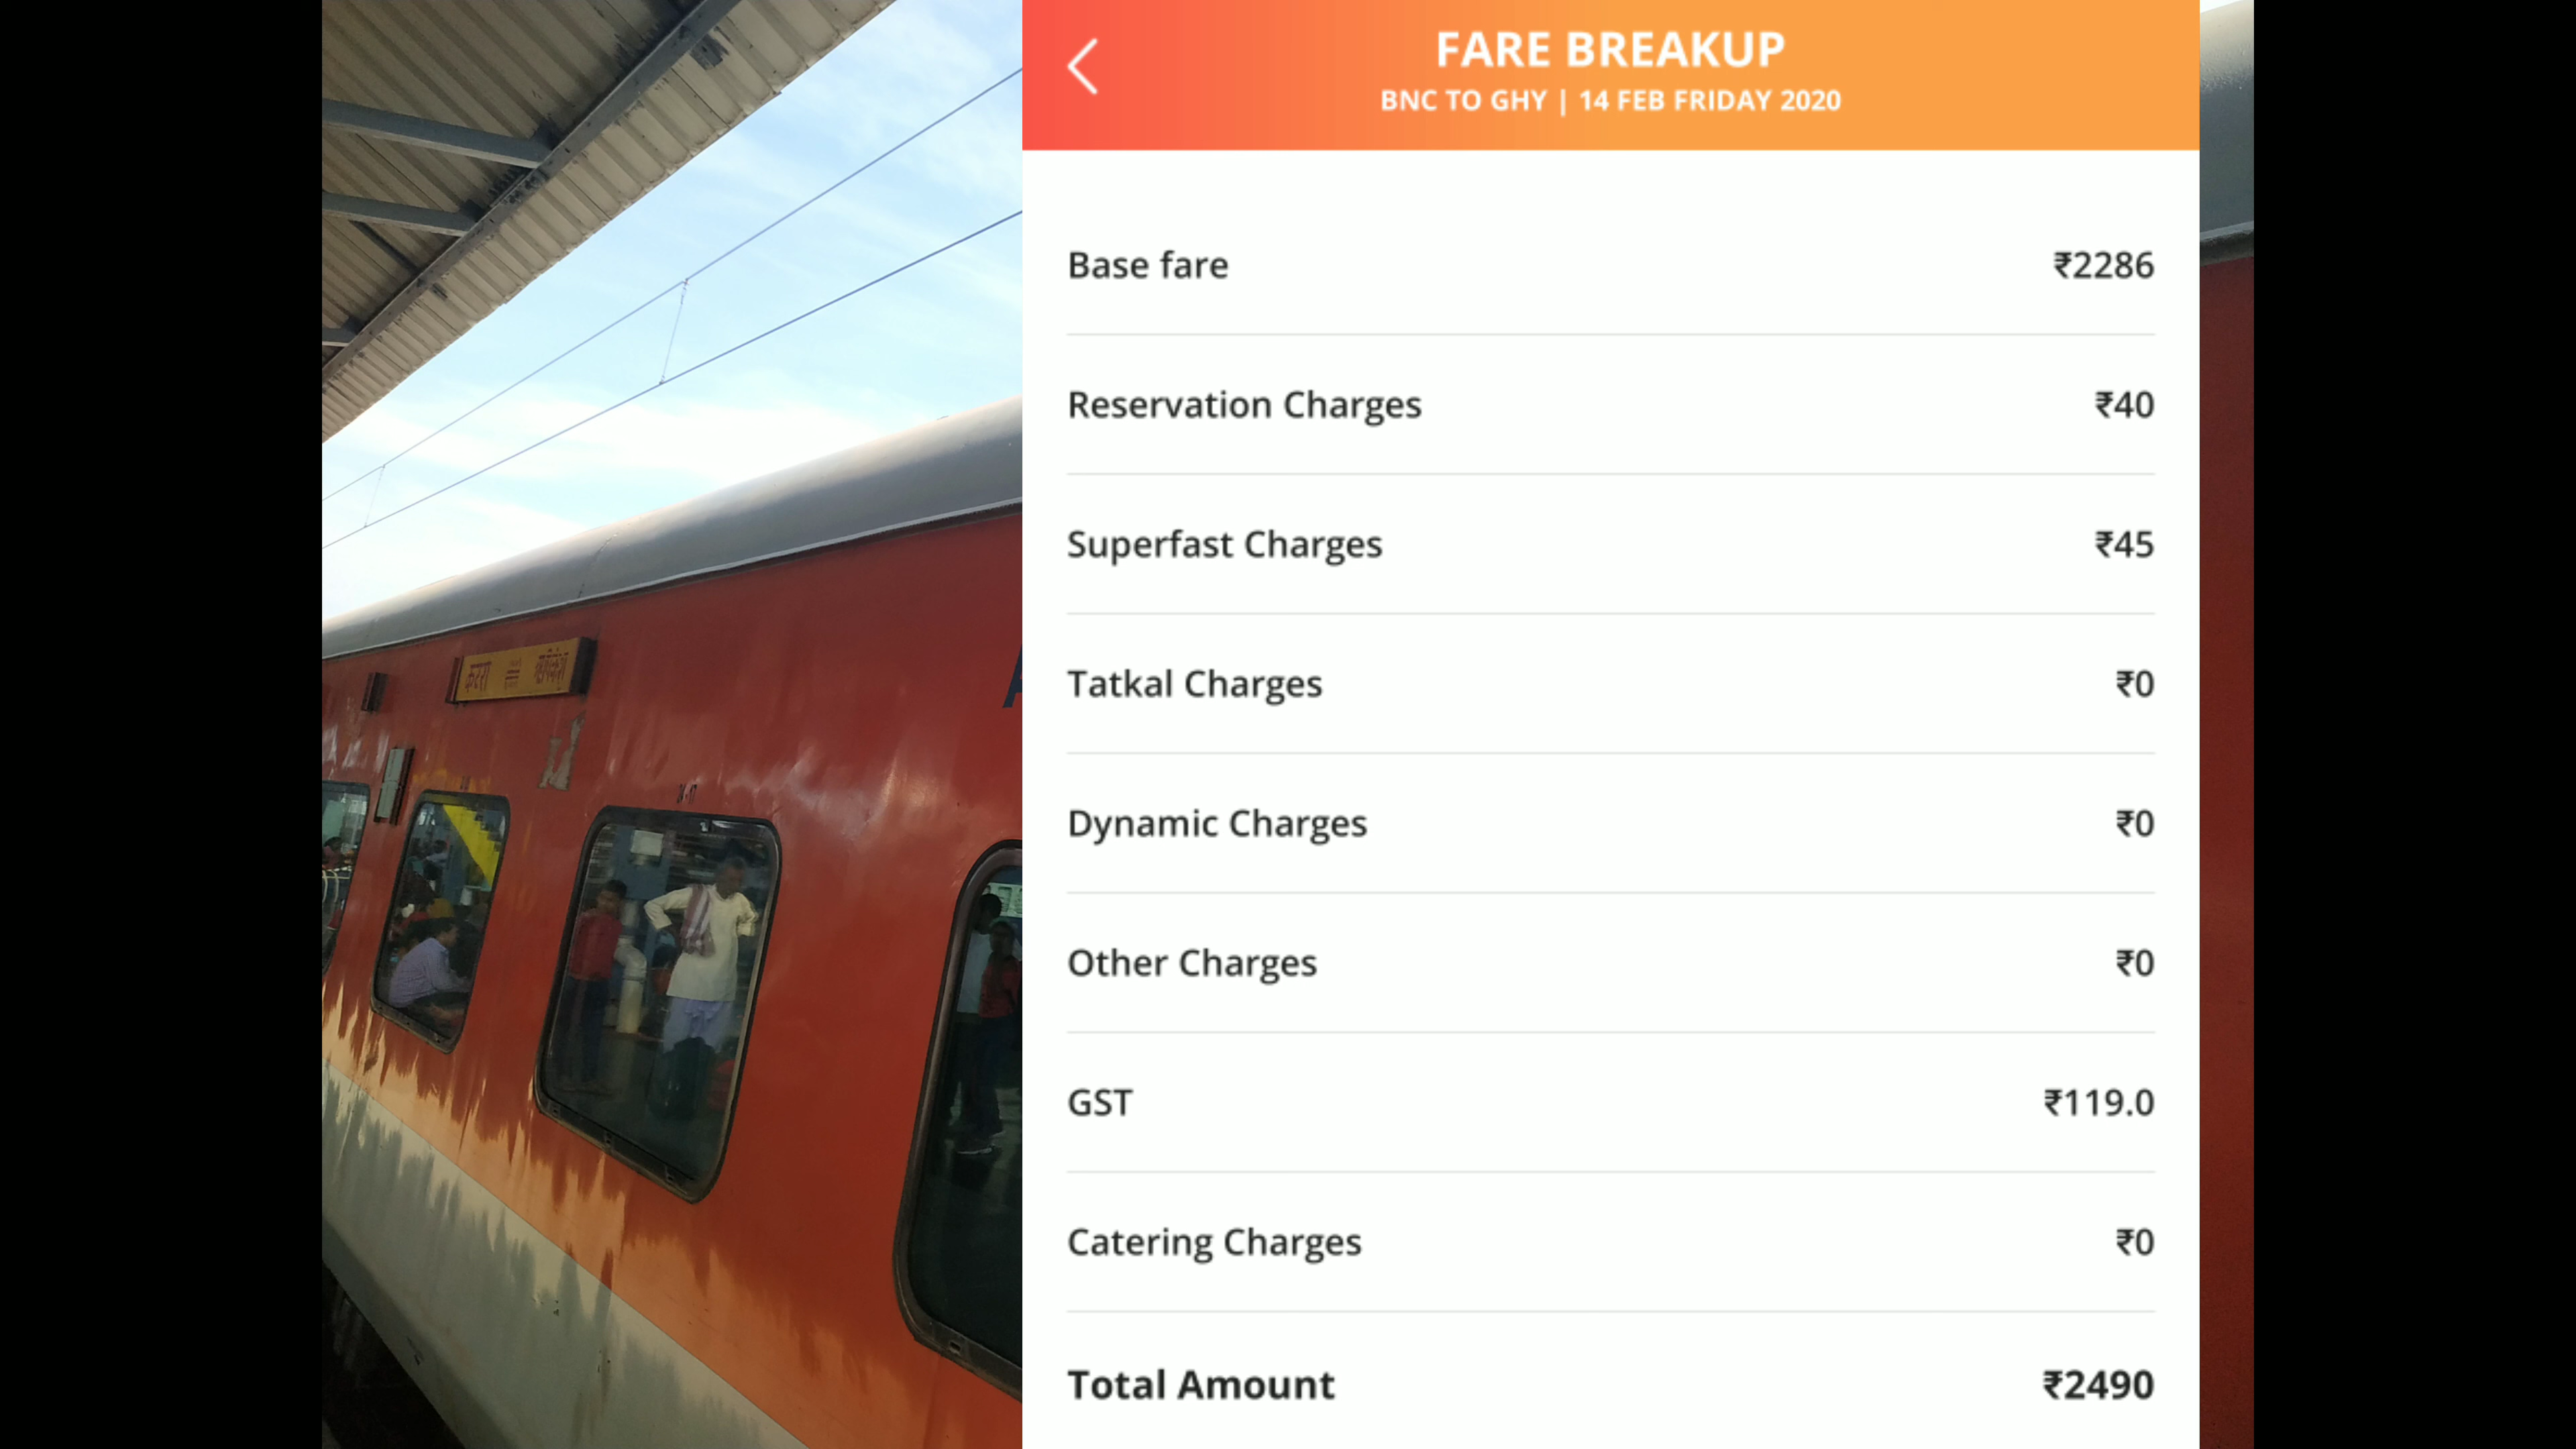 FARE BREAKUP
BNC TO GHY | 14 FEB FRIDAY 2020
Base fare ₹2286
Reservation Charges ₹40
Superfast Charges ₹45
Tatkal Charges ₹0
Dynamic Charges ₹0
Other Charges ₹0
GST ₹119.0
Catering Charges ₹0
Total Amount ₹2490